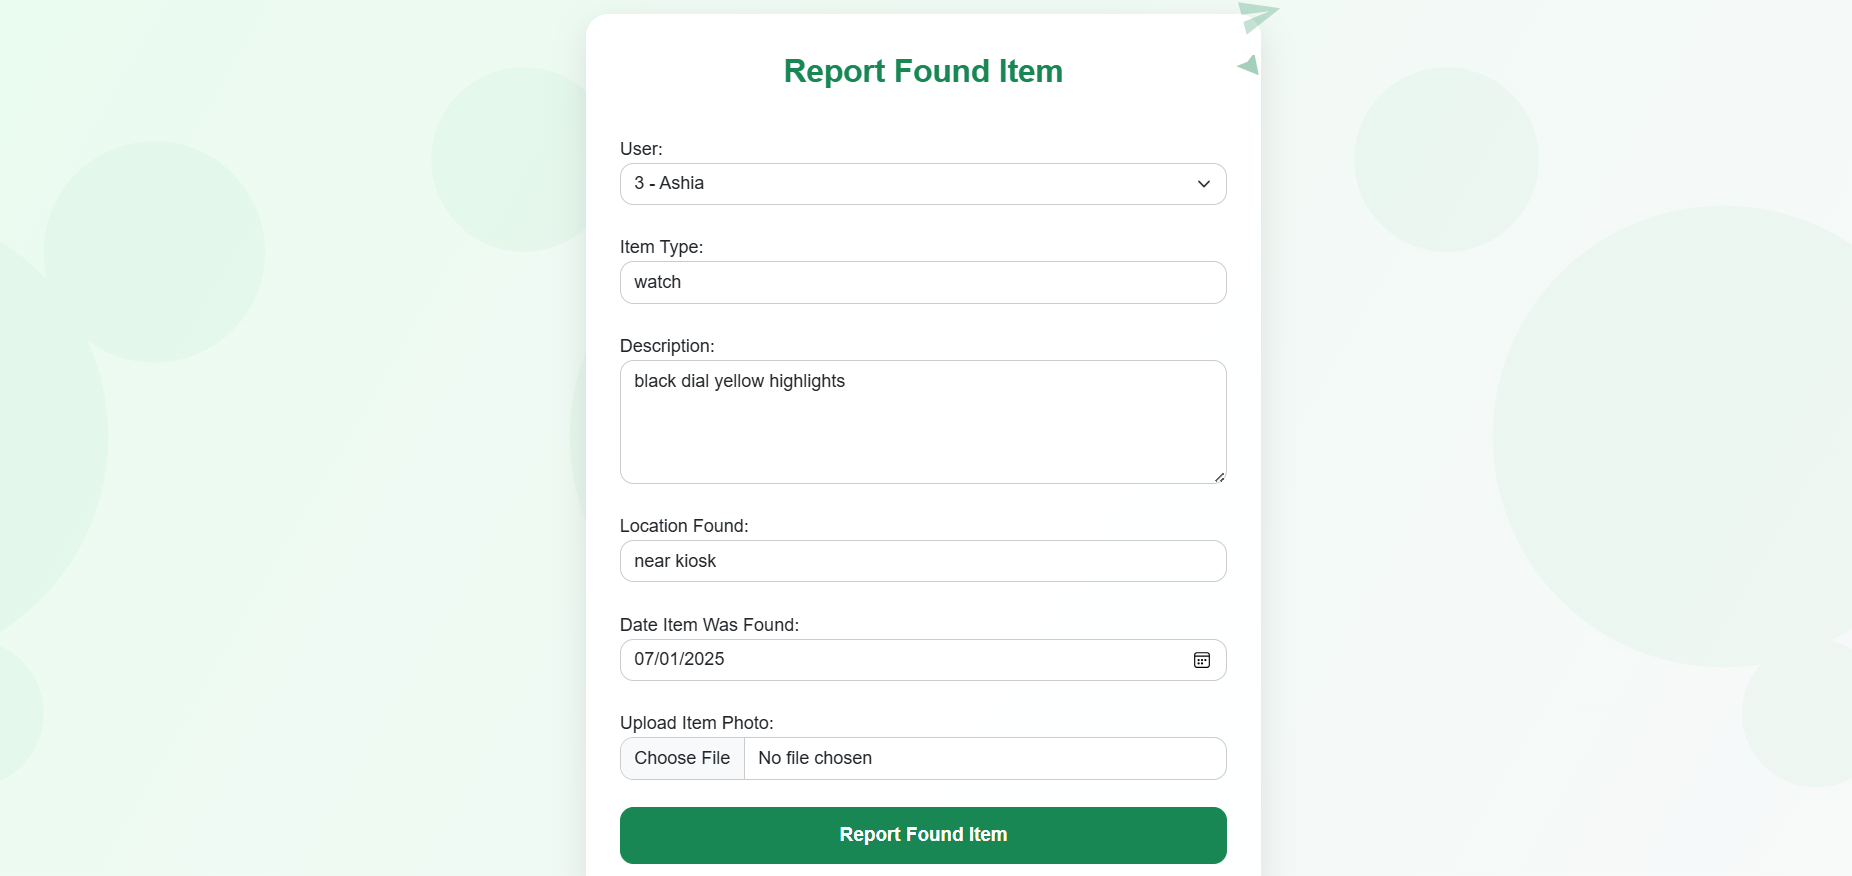 Report Found Item
User:
3 - Ashia
Item Type:
watch
Description:
black dial yellow highlights
Location Found:
near kiosk
Date Item Was Found:
07/01/2025
Upload Item Photo:
Choose File No file chosen
Report Found Item